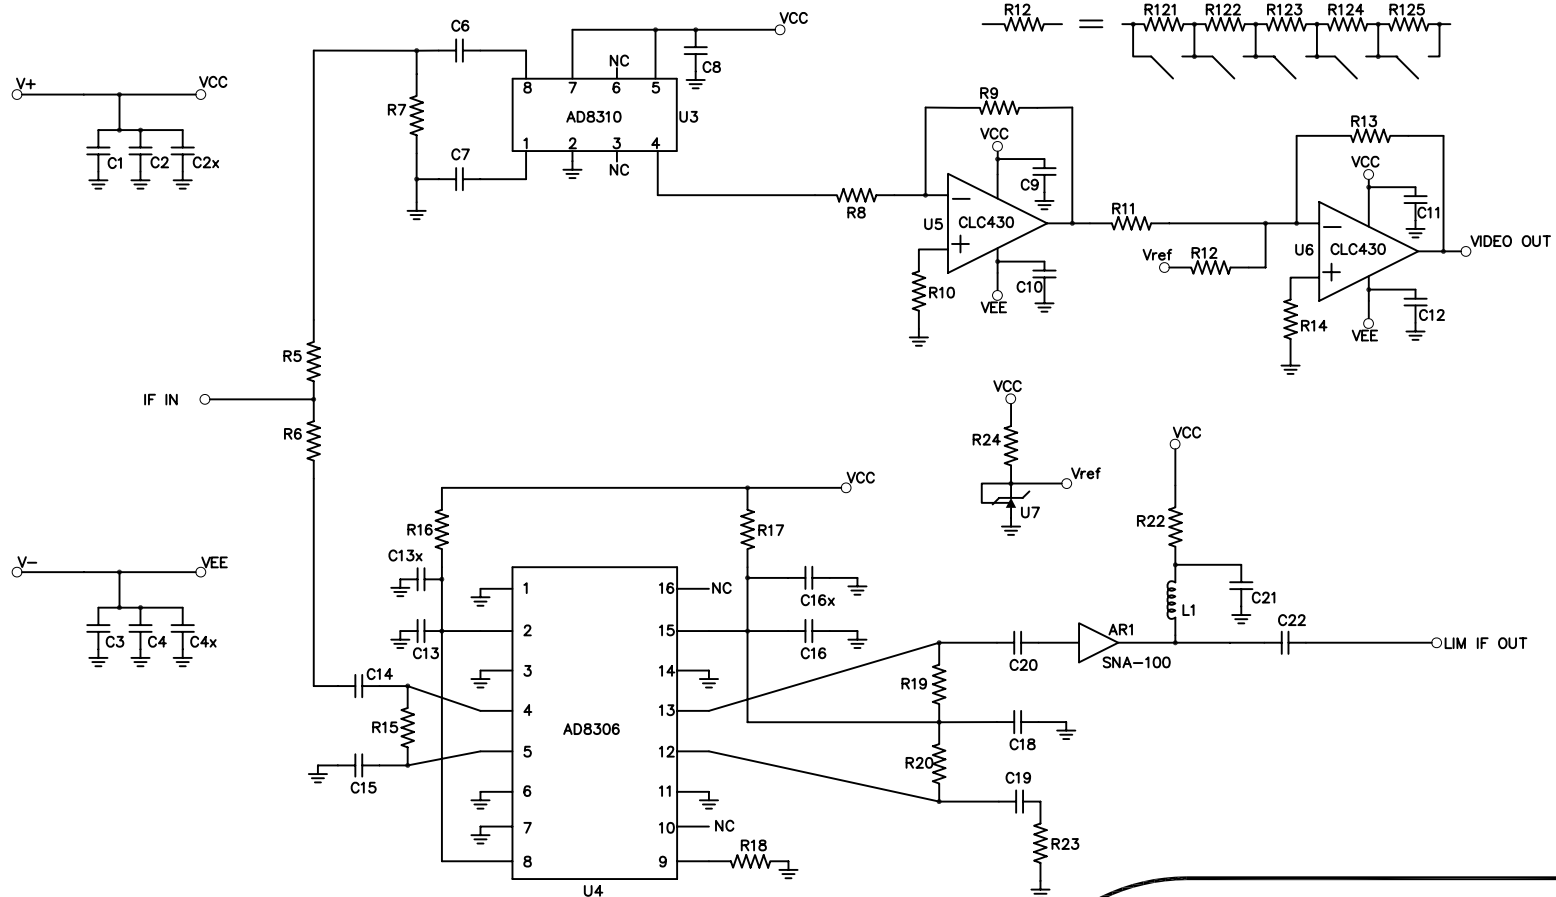 R12 R121 R122 R123 R124 R125
C6 VCC
NC C8
V+ VCC
8 7 6 5
R7 AD8310 U3
1 2 3 4
C7 NC
C1 C2 C2x
R9
VCC
C9
R8
U5 CLC430
R10 C10
VEE
R11
R13
VCC
C11
Vref R12
U6 CLC430 VIDEO OUT
R14 C12
VEE
R5
IF IN
R6
VCC
R24
Vref
U7
VCC
R16 R17
C13x
V- VEE
C3 C4 C4x
1 16 NC
C16x
2 15
C13 C16
3 14
C14
4 13
R15 AD8306
5 12
C15
6 11
7 10 NC
8 9 R18
U4
VCC
R22
C21
L1
AR1 C22
SNA-100 LIM IF OUT
C20
R19
C18
R20
C19
R23